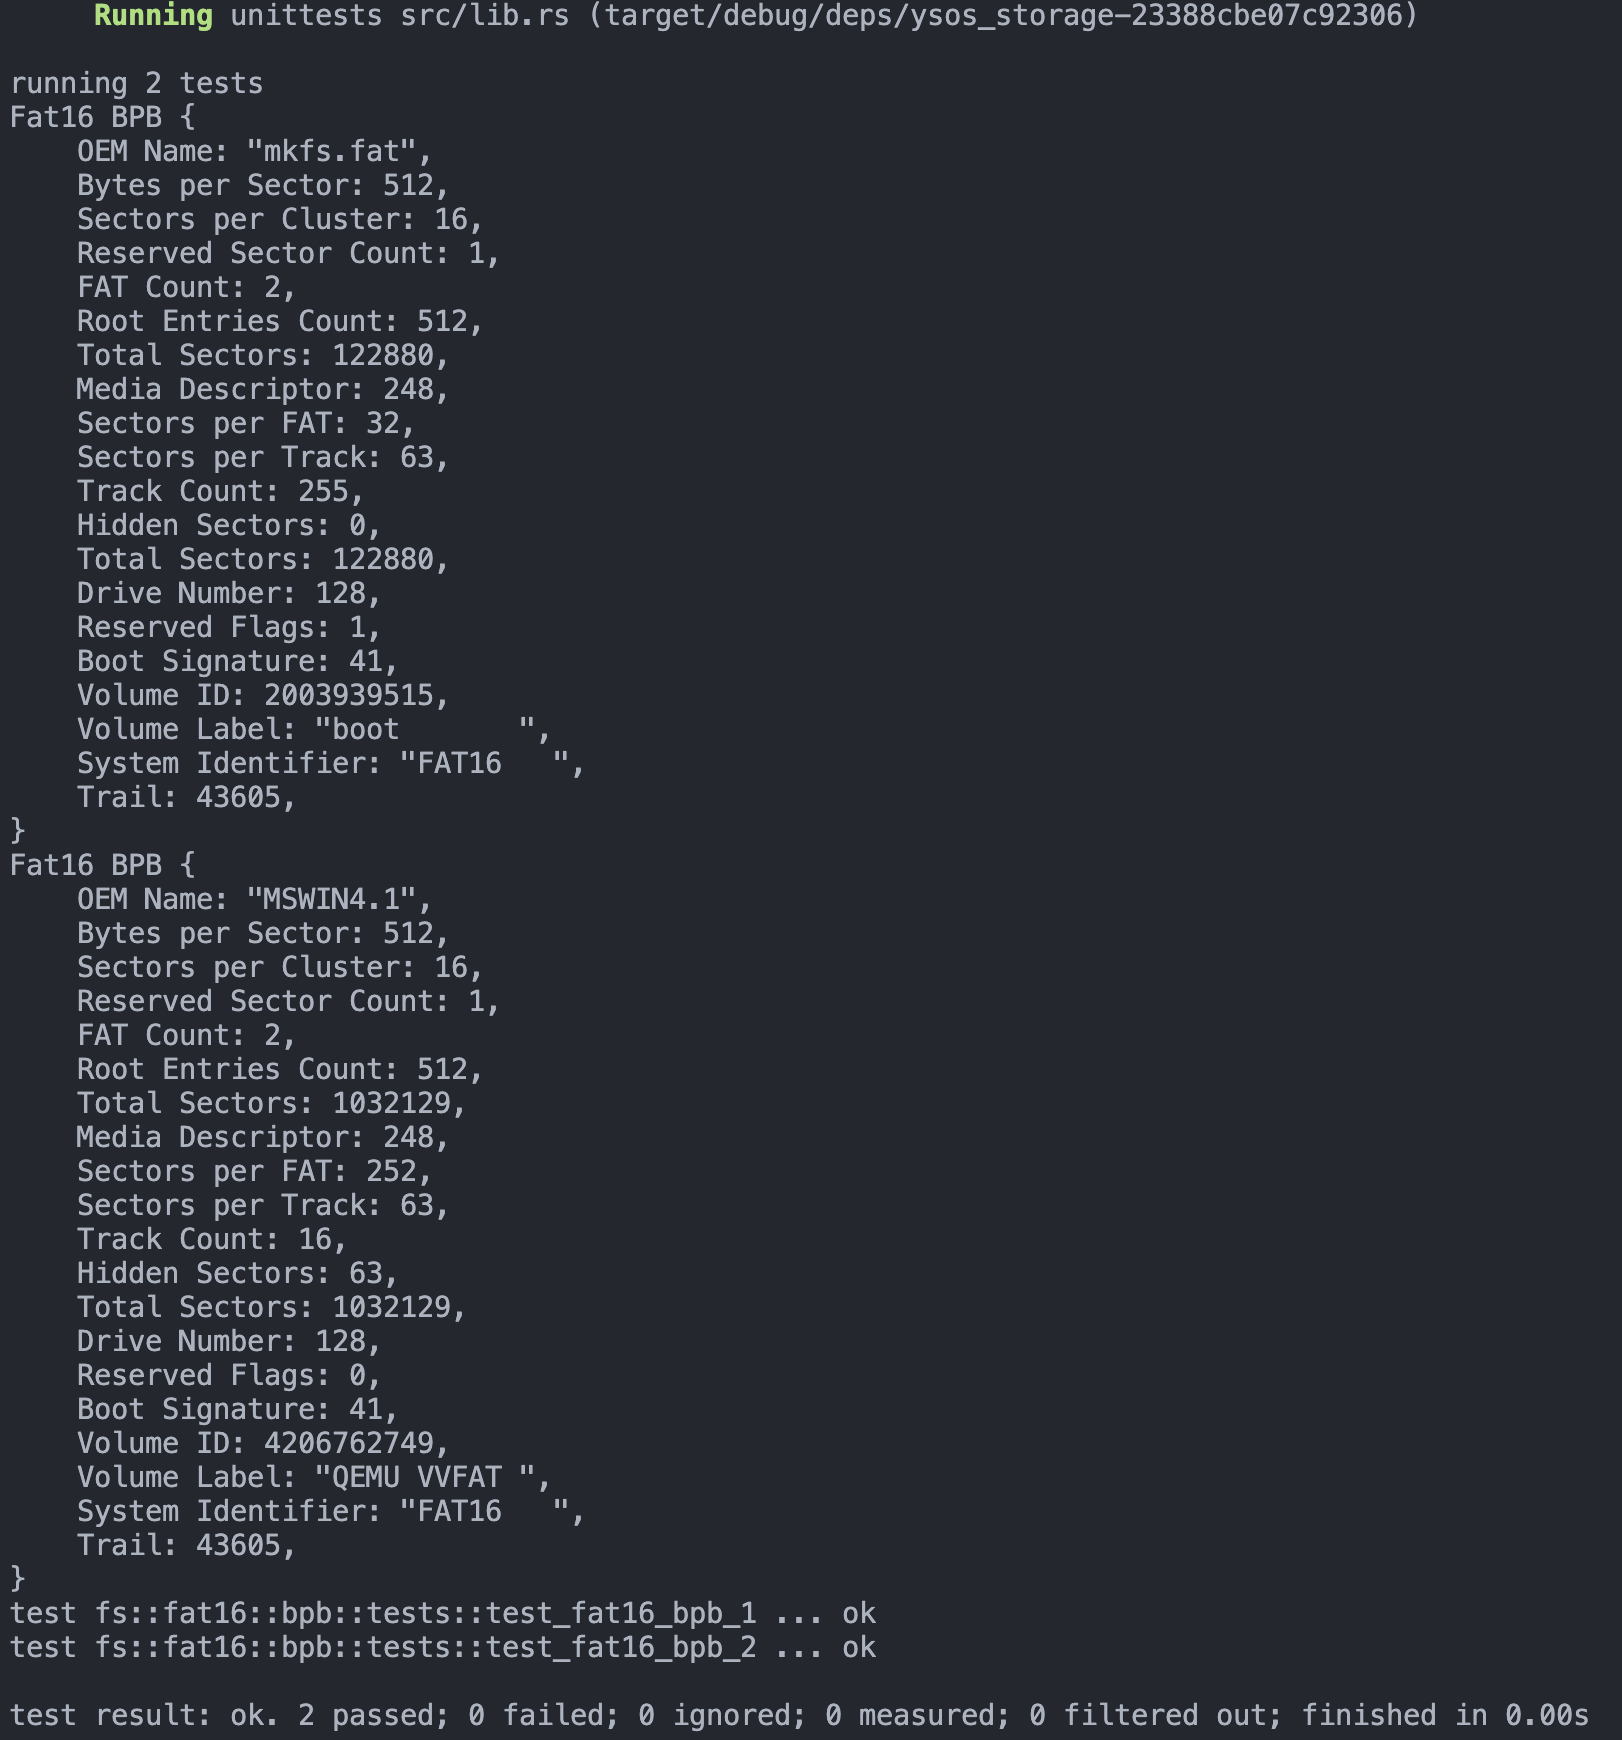 Running unittests src/lib.rs (target/debug/deps/ysos_storage-23388cbe07c92306)

running 2 tests
Fat16 BPB {
    OEM Name: "mkfs.fat",
    Bytes per Sector: 512,
    Sectors per Cluster: 16,
    Reserved Sector Count: 1,
    FAT Count: 2,
    Root Entries Count: 512,
    Total Sectors: 122880,
    Media Descriptor: 248,
    Sectors per FAT: 32,
    Sectors per Track: 63,
    Track Count: 255,
    Hidden Sectors: 0,
    Total Sectors: 122880,
    Drive Number: 128,
    Reserved Flags: 1,
    Boot Signature: 41,
    Volume ID: 2003939515,
    Volume Label: "boot       ",
    System Identifier: "FAT16   ",
    Trail: 43605,
}
Fat16 BPB {
    OEM Name: "MSWIN4.1",
    Bytes per Sector: 512,
    Sectors per Cluster: 16,
    Reserved Sector Count: 1,
    FAT Count: 2,
    Root Entries Count: 512,
    Total Sectors: 1032129,
    Media Descriptor: 248,
    Sectors per FAT: 252,
    Sectors per Track: 63,
    Track Count: 16,
    Hidden Sectors: 63,
    Total Sectors: 1032129,
    Drive Number: 128,
    Reserved Flags: 0,
    Boot Signature: 41,
    Volume ID: 4206762749,
    Volume Label: "QEMU VVFAT ",
    System Identifier: "FAT16   ",
    Trail: 43605,
}
test fs::fat16::bpb::tests::test_fat16_bpb_1 ... ok
test fs::fat16::bpb::tests::test_fat16_bpb_2 ... ok

test result: ok. 2 passed; 0 failed; 0 ignored; 0 measured; 0 filtered out; finished in 0.00s